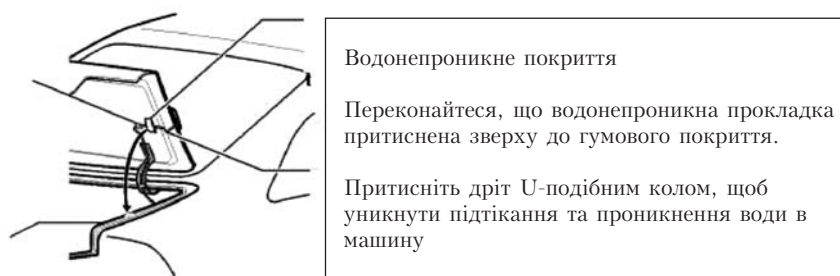 Водонепроникне покриття
Переконайтеся, що водонепроникна прокладка
притиснена зверху до гумового покриття.
Притисніть дріт U-подібним колом, щоб
уникнути підтікання та проникнення води в
машину